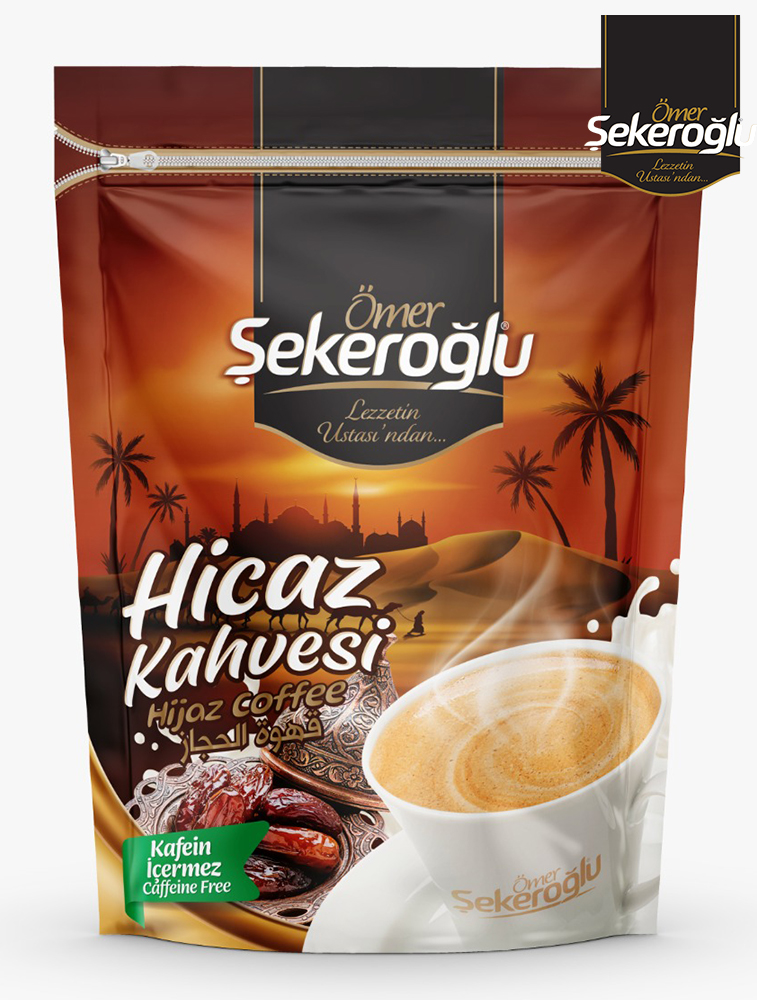 Ömer
Şekeroğlu
Lezzetin
Ustası'ndan...
Ömer
Şekeroğlu®
Lezzetin
Ustası'ndan...
Hicaz
Kahvesi
Hijaz Coffee
قهوة الحجاز
Kafein
İçermez
Caffeine Free
Ömer
Şekeroğlu